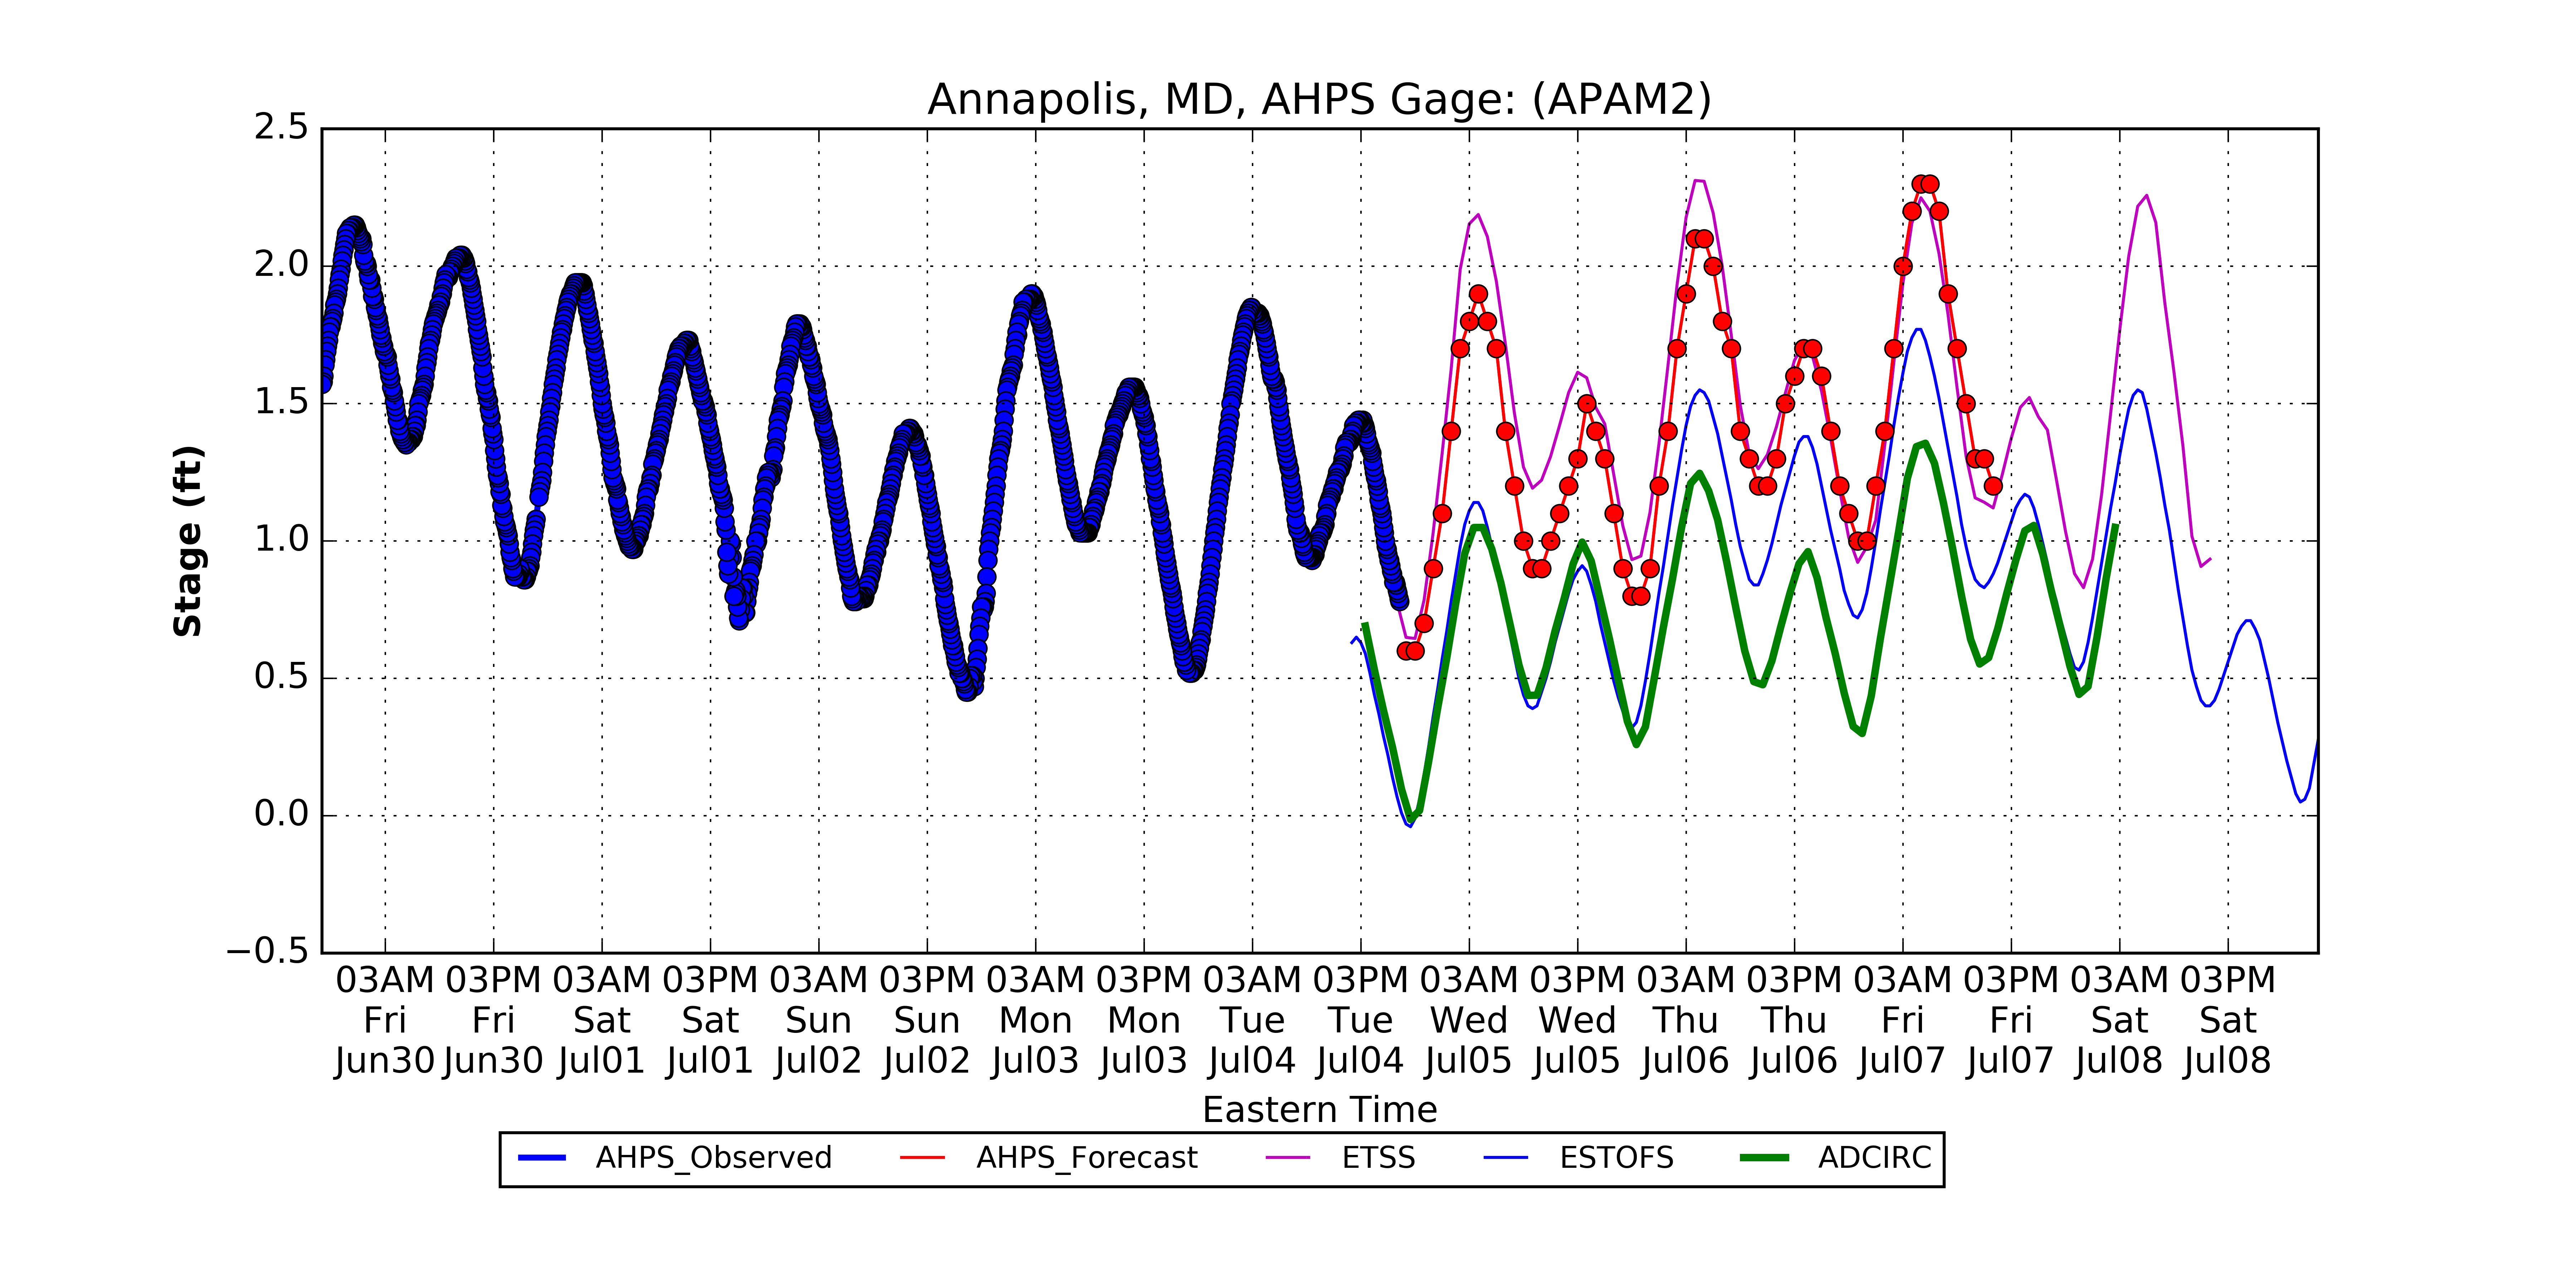 Annapolis, MD, AHPS Gage: (APAM2)
2.5
2.0
1.5
1.0
0.5
0.0
−0.5
Stage (ft)
03AM 03PM 03AM 03PM 03AM 03PM 03AM 03PM 03AM 03PM 03AM 03PM 03AM 03PM 03AM 03PM 03AM 03PM
Fri Fri Sat Sat Sun Sun Mon Mon Tue Tue Wed Wed Thu Thu Fri Fri Sat Sat
Jun30 Jun30 Jul01 Jul01 Jul02 Jul02 Jul03 Jul03 Jul04 Jul04 Jul05 Jul05 Jul06 Jul06 Jul07 Jul07 Jul08 Jul08
Eastern Time
AHPS_Observed AHPS_Forecast ETSS ESTOFS ADCIRC